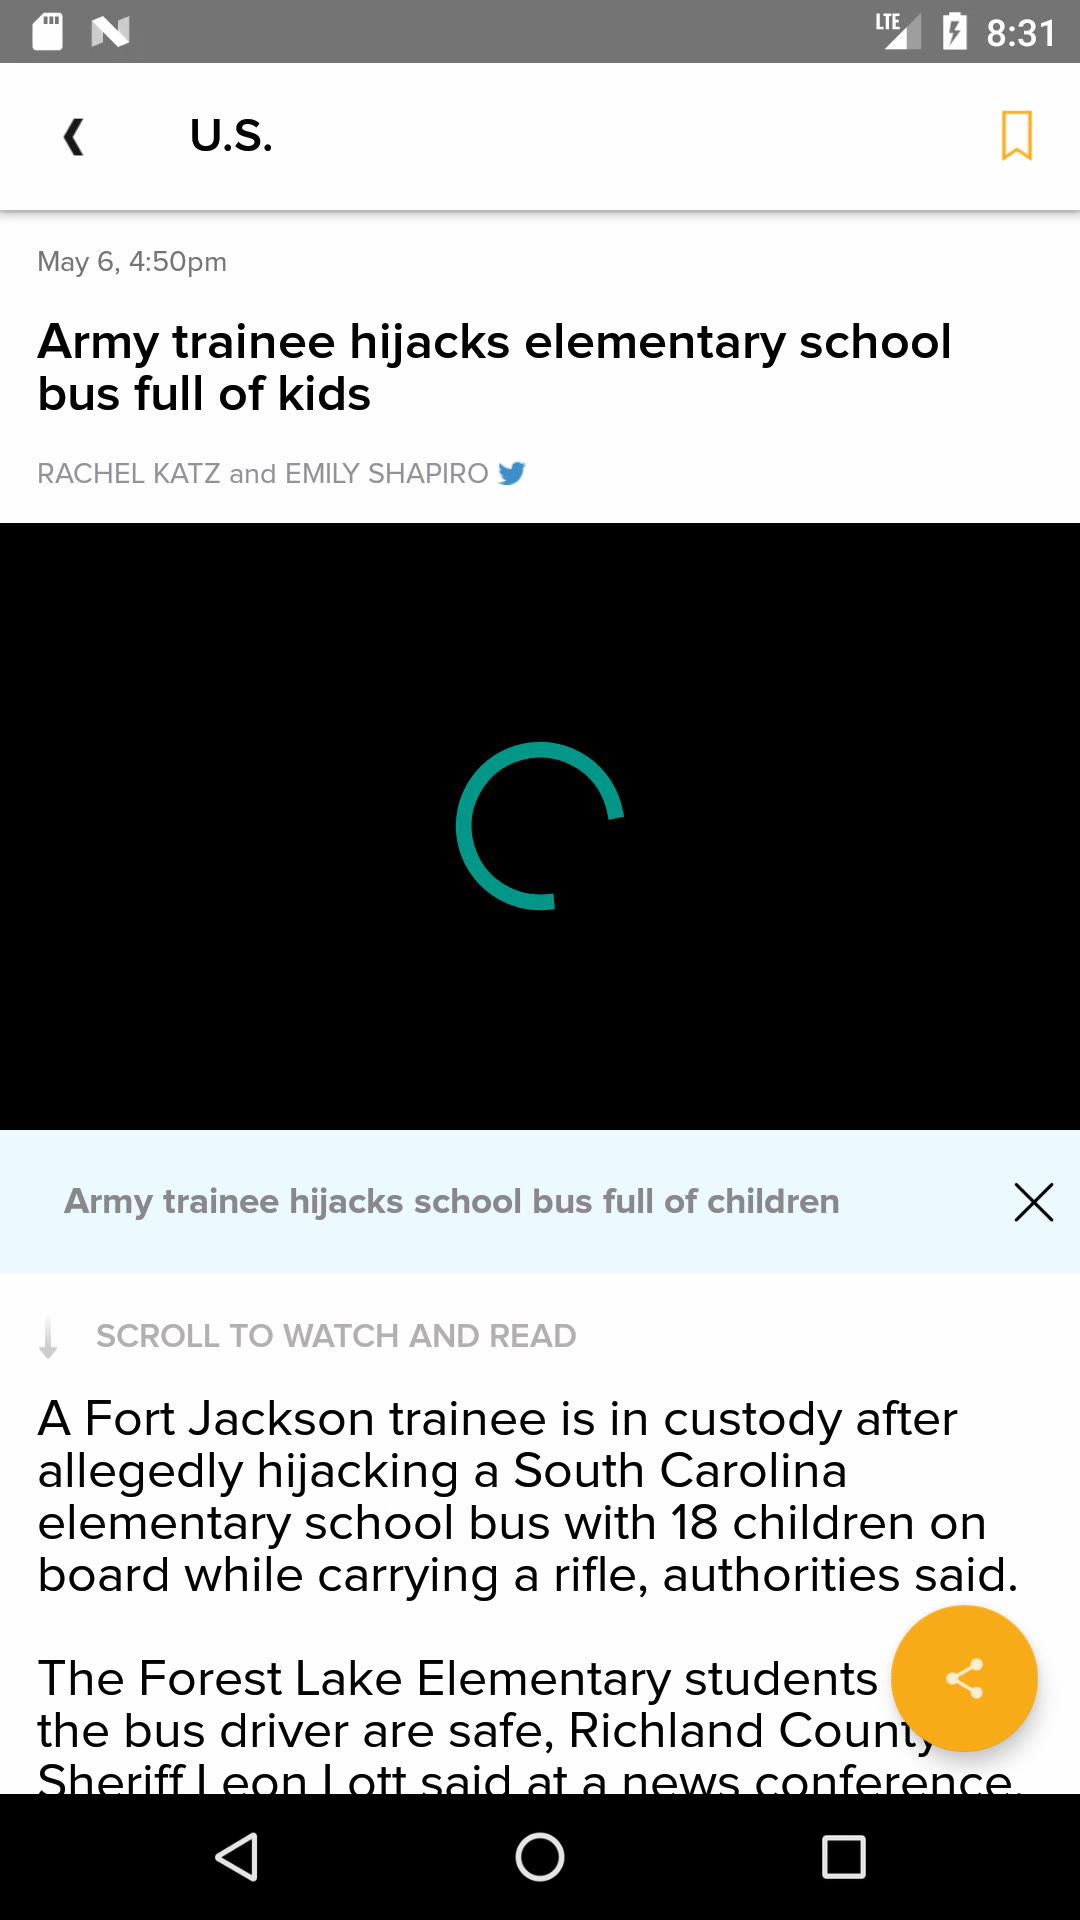 LTE 8:31
U.S.
May 6, 4:50pm
Army trainee hijacks elementary school
bus full of kids
RACHEL KATZ and EMILY SHAPIRO
Army trainee hijacks school bus full of children
SCROLL TO WATCH AND READ
A Fort Jackson trainee is in custody after
allegedly hijacking a South Carolina
elementary school bus with 18 children on
board while carrying a rifle, authorities said.
The Forest Lake Elementary students
the bus driver are safe, Richland County
Sheriff Leon Lott said at a news conference.